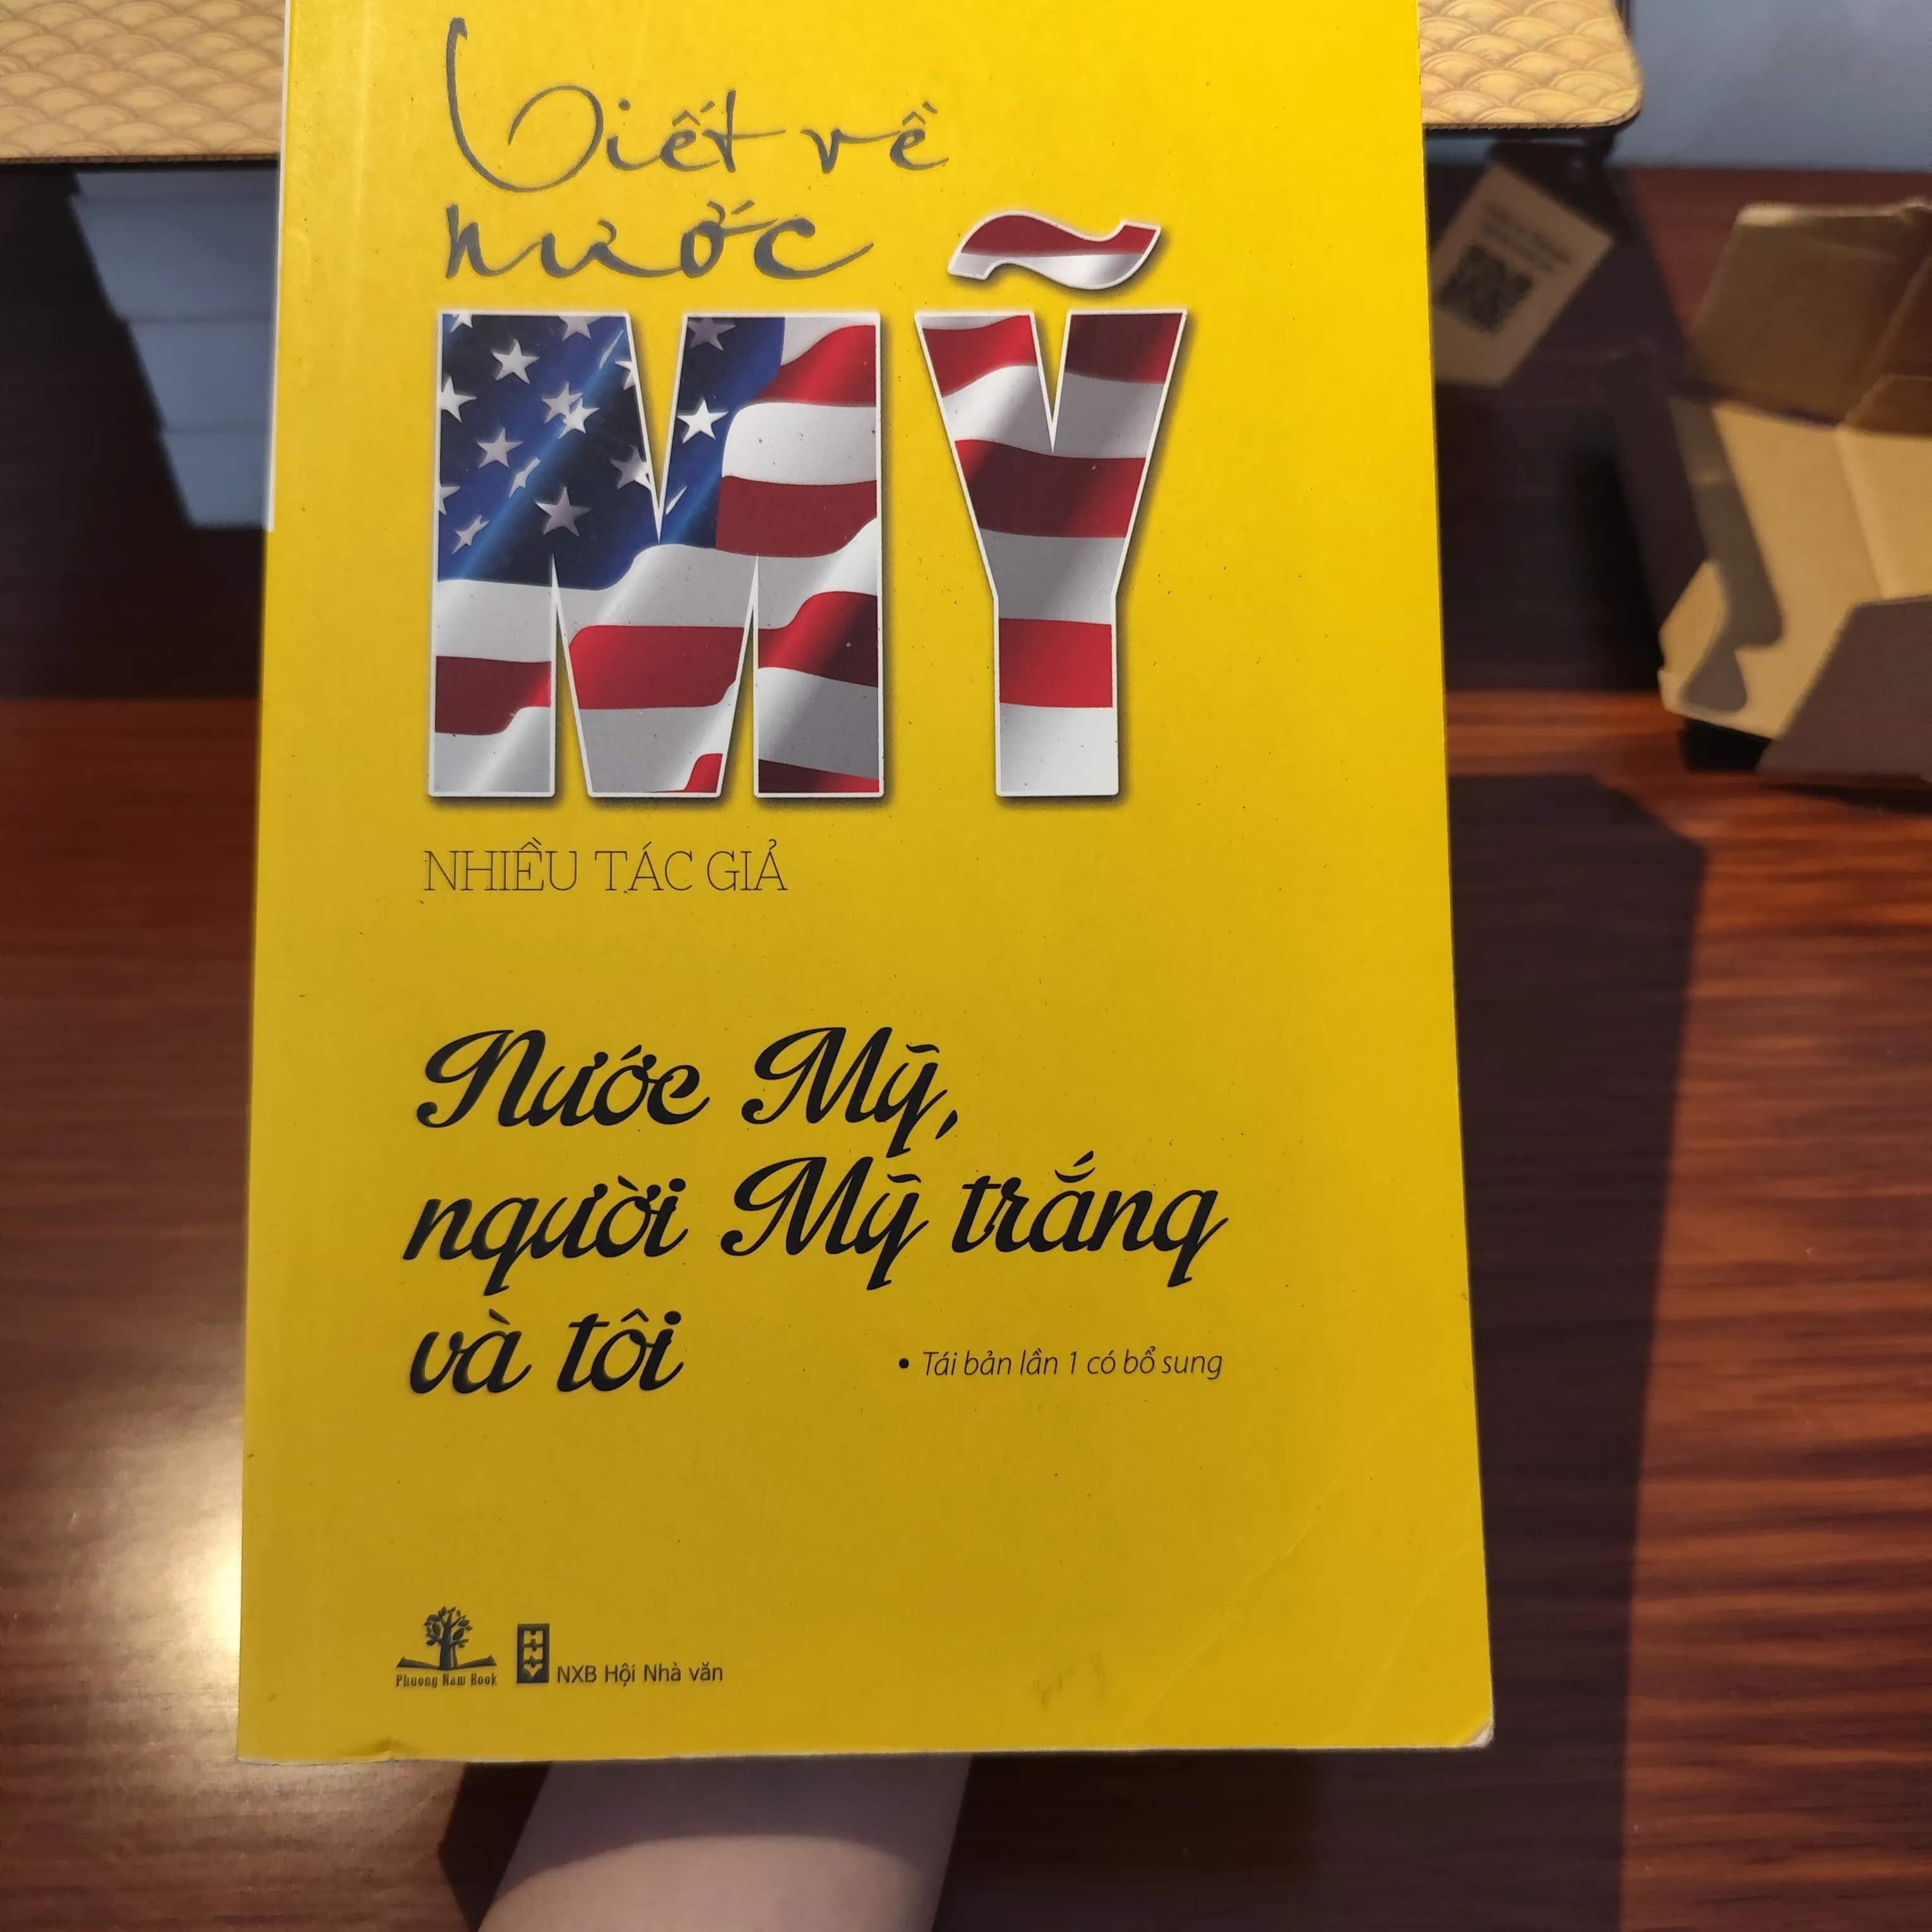 Viết về
nước
MỸ
NHIỀU TÁC GIẢ
Nước Mỹ,
người Mỹ trắng
và tôi
• Tái bản lần 1 có bổ sung
Phuong Nam Book
NXB Hội Nhà văn